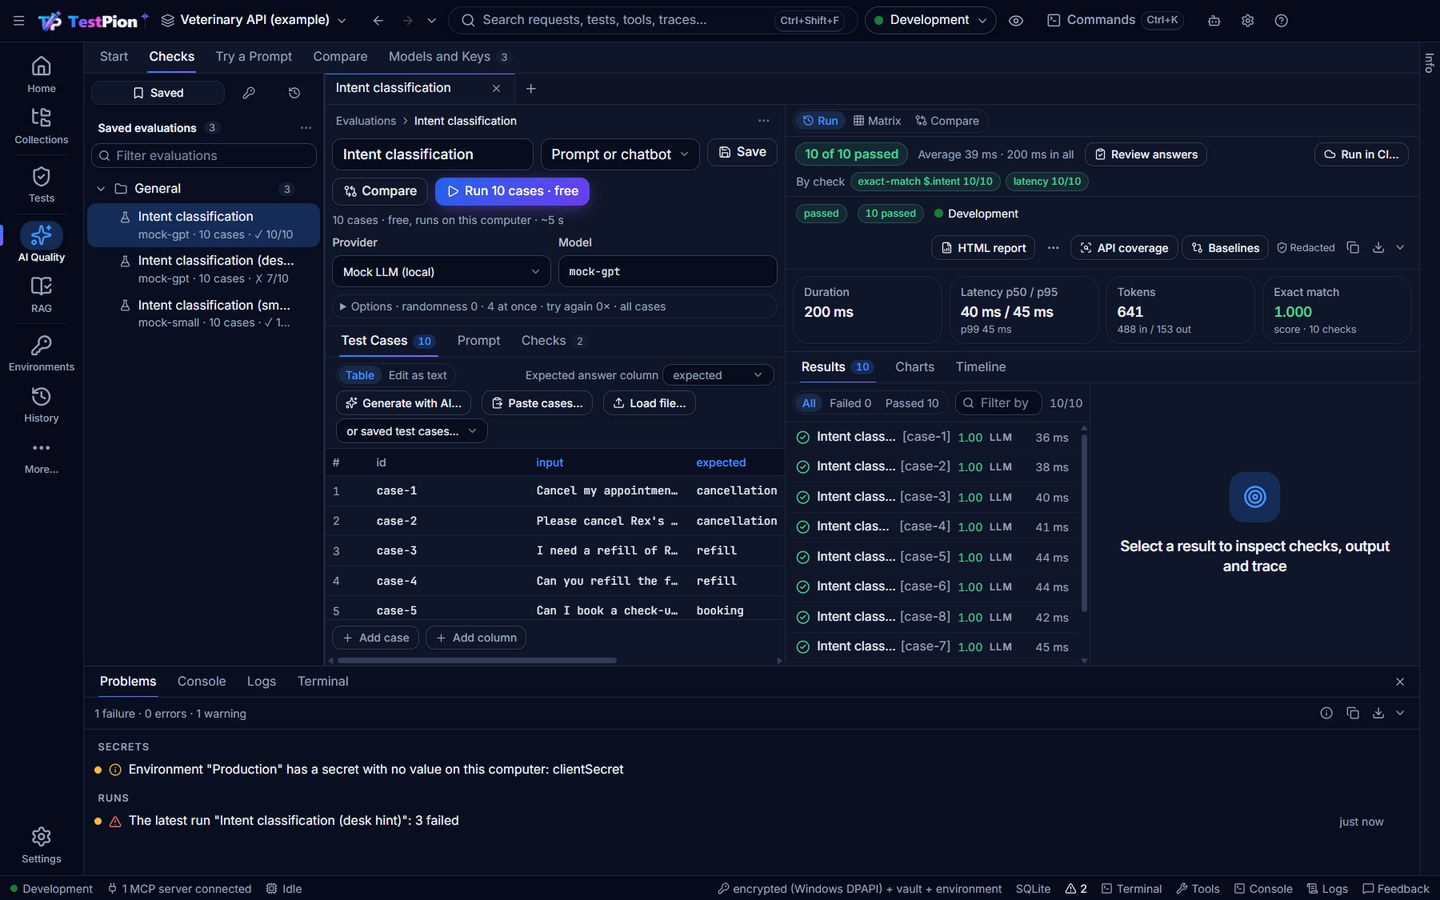 TestPion
Veterinary API (example)
Search requests, tests, tools, traces...
Ctrl+Shift+F
Development
Commands
Ctrl+K
Home
Collections
Tests
AI Quality
RAG
Environments
History
More...
Settings
Start
Checks
Try a Prompt
Compare
Models and Keys 3
Info
Saved
Saved evaluations 3
Filter evaluations
General 3
Intent classification
mock-gpt · 10 cases · ✓ 10/10
Intent classification (des...
mock-gpt · 10 cases · ✗ 7/10
Intent classification (sm...
mock-small · 10 cases · ✓ 1...
Intent classification
Evaluations > Intent classification
Intent classification
Prompt or chatbot
Save
Compare
Run 10 cases · free
10 cases · free, runs on this computer · ~5 s
Provider
Model
Mock LLM (local)
mock-gpt
Options · randomness 0 · 4 at once · try again 0× · all cases
Test Cases 10
Prompt
Checks 2
Table
Edit as text
Expected answer column
expected
Generate with AI...
Paste cases...
Load file...
or saved test cases...
# id input expected
1 case-1 Cancel my appointmen… cancellation
2 case-2 Please cancel Rex's … cancellation
3 case-3 I need a refill of R… refill
4 case-4 Can you refill the f… refill
5 case-5 Can I book a check-u… booking
+ Add case
+ Add column
Run
Matrix
Compare
10 of 10 passed
Average 39 ms · 200 ms in all
Review answers
Run in CI...
By check
exact-match $.intent 10/10
latency 10/10
passed
10 passed
Development
HTML report
API coverage
Baselines
Redacted
Duration
200 ms
Latency p50 / p95
40 ms / 45 ms
p99 45 ms
Tokens
641
488 in / 153 out
Exact match
1.000
score · 10 checks
Results 10
Charts
Timeline
All
Failed 0
Passed 10
Filter by
10/10
Intent class... [case-1] 1.00 LLM 36 ms
Intent class... [case-2] 1.00 LLM 38 ms
Intent class... [case-3] 1.00 LLM 40 ms
Intent clas... [case-4] 1.00 LLM 41 ms
Intent class... [case-5] 1.00 LLM 44 ms
Intent class... [case-6] 1.00 LLM 44 ms
Intent class... [case-8] 1.00 LLM 42 ms
Intent class... [case-7] 1.00 LLM 45 ms
Select a result to inspect checks, output
and trace
Problems
Console
Logs
Terminal
1 failure · 0 errors · 1 warning
SECRETS
Environment "Production" has a secret with no value on this computer: clientSecret
RUNS
The latest run "Intent classification (desk hint)": 3 failed
just now
Development
1 MCP server connected
Idle
encrypted (Windows DPAPI) + vault + environment
SQLite
2
Terminal
Tools
Console
Logs
Feedback